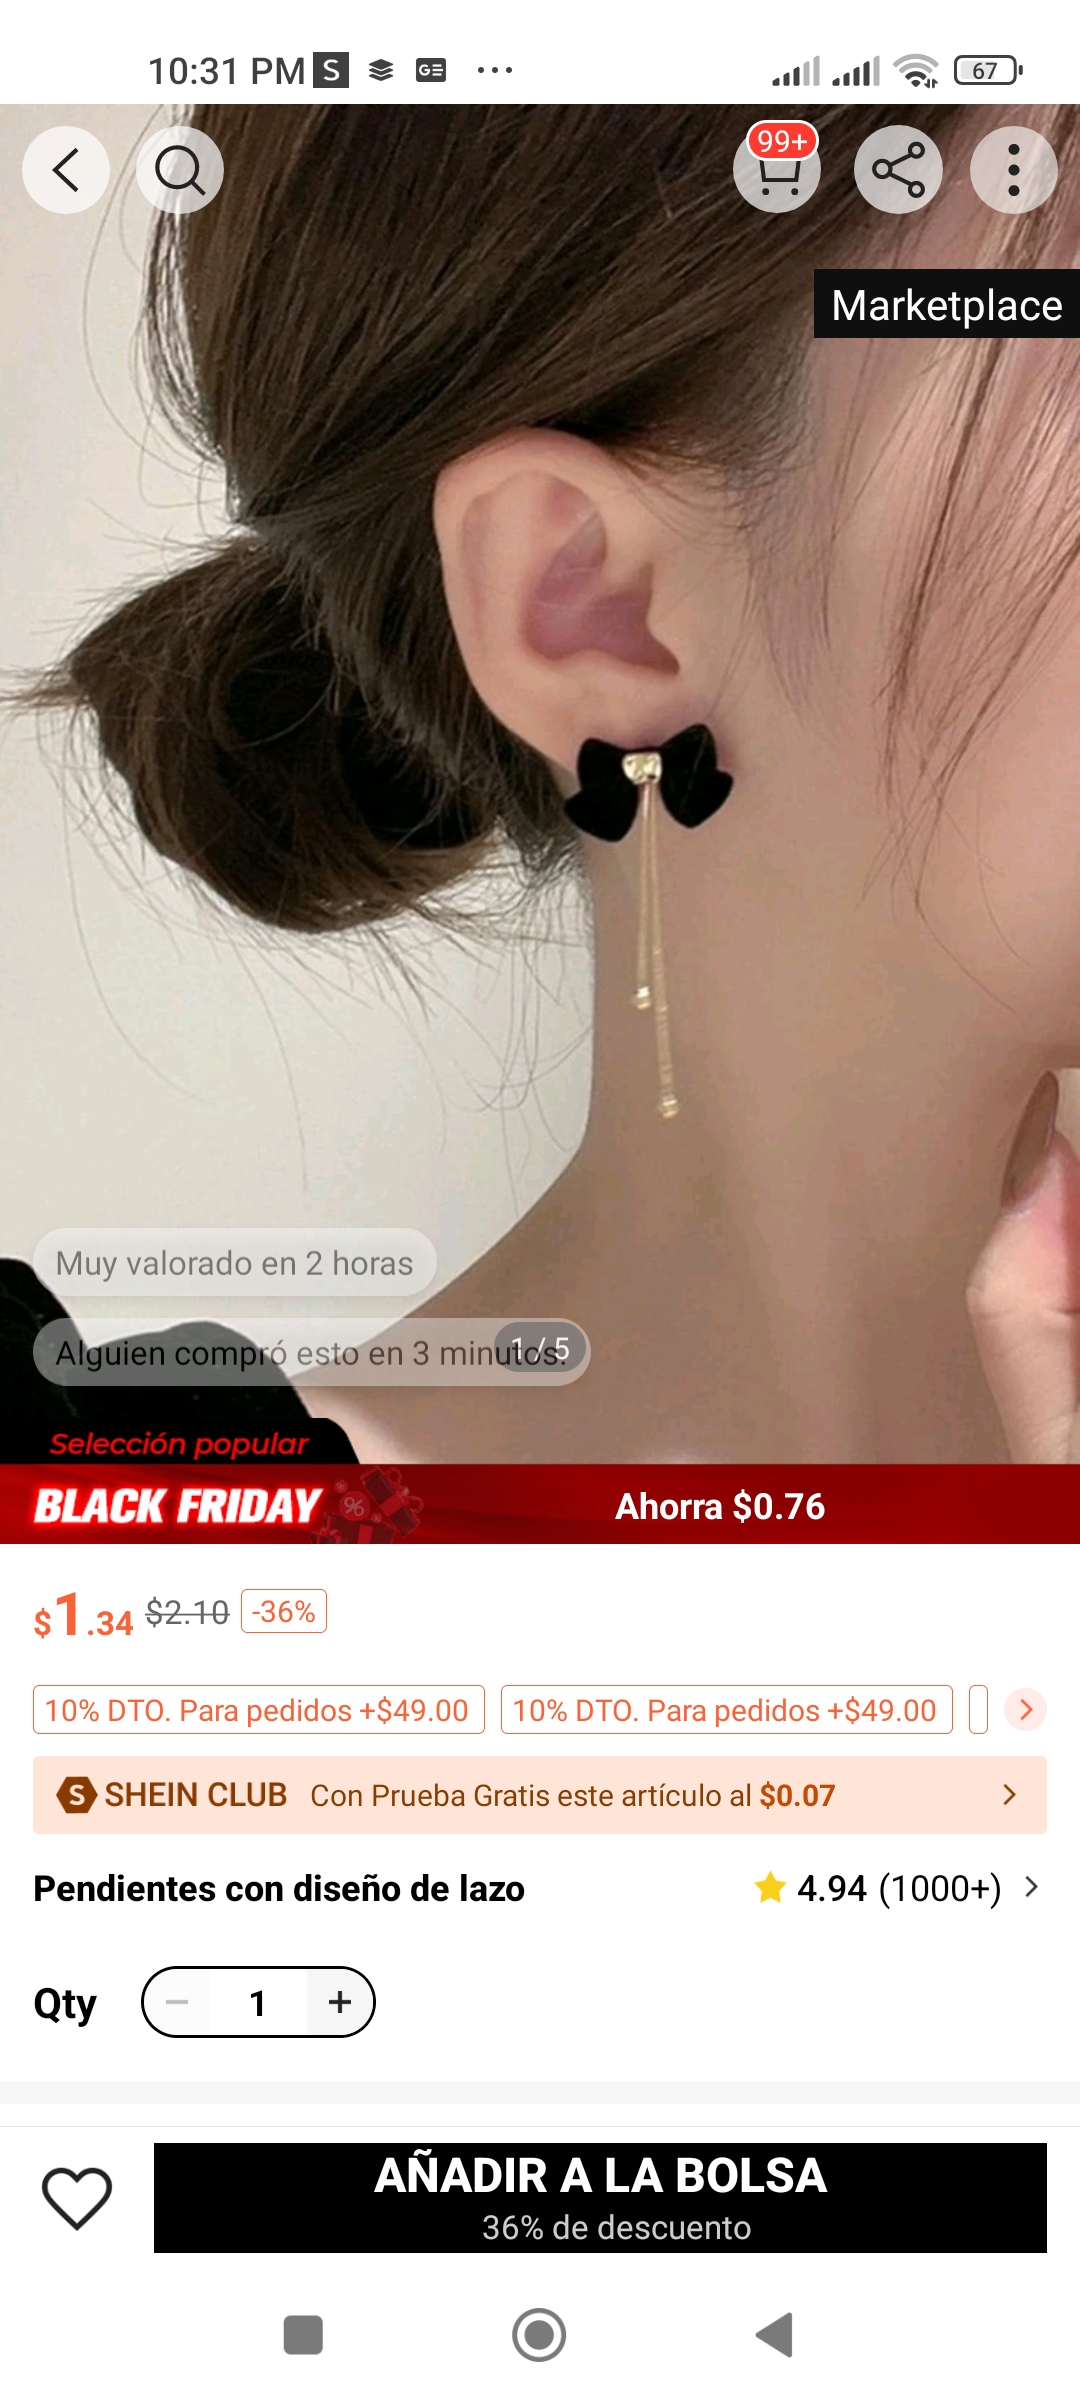 10:31 PM S GE ...
67
99+
Marketplace
Muy valorado en 2 horas
Alguien compró esto en 3 minutos.
1/5
Selección popular
BLACK FRIDAY %
Ahorra $0.76
$1.34 $2.10 -36%
10% DTO. Para pedidos +$49.00
10% DTO. Para pedidos +$49.00
S SHEIN CLUB Con Prueba Gratis este artículo al $0.07
Pendientes con diseño de lazo
4.94 (1000+)
Qty
1
AÑADIR A LA BOLSA
36% de descuento